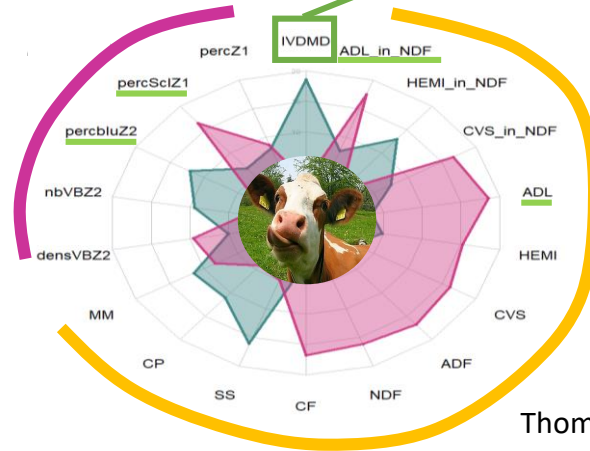 IVDMD
ADL_in_NDF
HEMI_in_NDF
CVS_in_NDF
ADL
HEMI
CVS
ADF
NDF
CF
SS
CP
MM
densVBZ2
nbVBZ2
percbluZ2
percSclZ1
percZ1
Thom